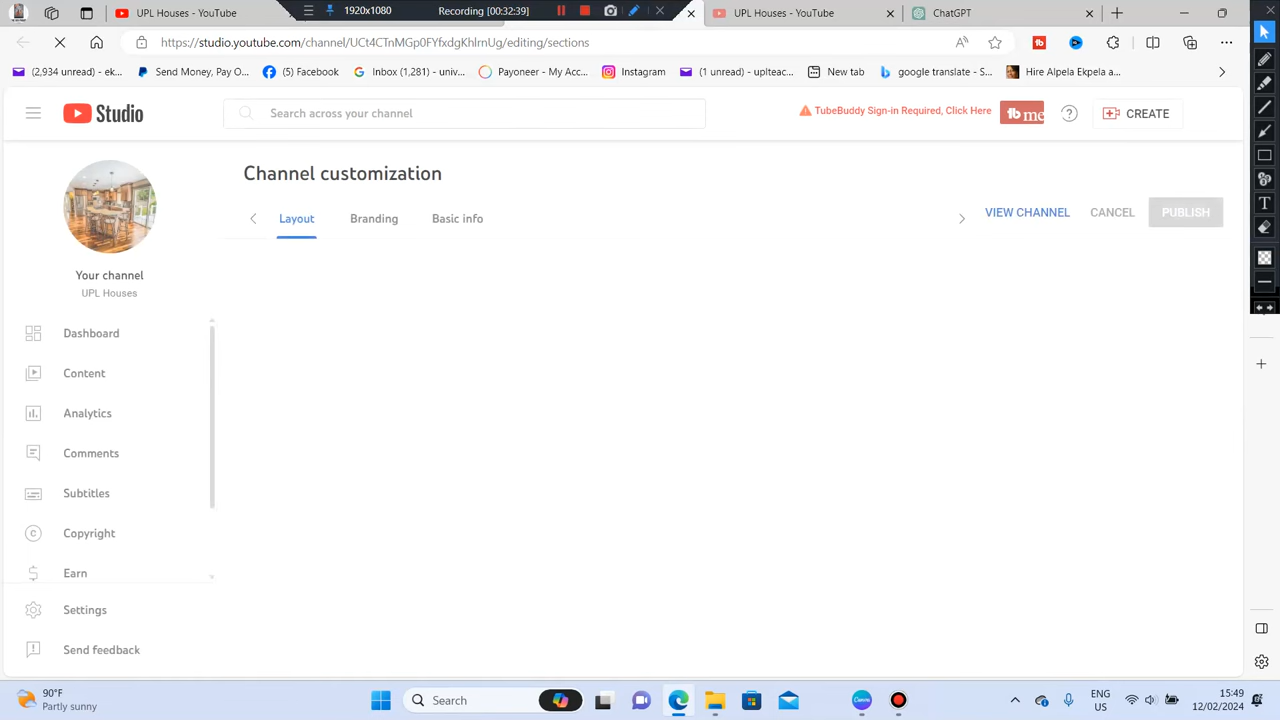 UPL Houses - YouTube
1920x1080
Recording [00:32:39]
UPL Houses - YouTube
ChatGPT
https://studio.youtube.com/channel/UCt4CTnMGp0FYfxdgKhlrnUg/editing/sections
(2,934 unread) - ek...
Send Money, Pay O...
(5) Facebook
Inbox (1,281) - univ...
Payoneer - Account...
Instagram
(1 unread) - uplteac...
New tab
google translate - S...
Hire Alpela Ekpela a...
Studio
Search across your channel
TubeBuddy Sign-in Required, Click Here
tb me
CREATE
Channel customization
Layout
Branding
Basic info
VIEW CHANNEL
CANCEL
PUBLISH
Your channel
UPL Houses
Dashboard
Content
Analytics
Comments
Subtitles
Copyright
Earn
Settings
Send feedback
90°F
Partly sunny
Search
ENG
US
15:49
12/02/2024